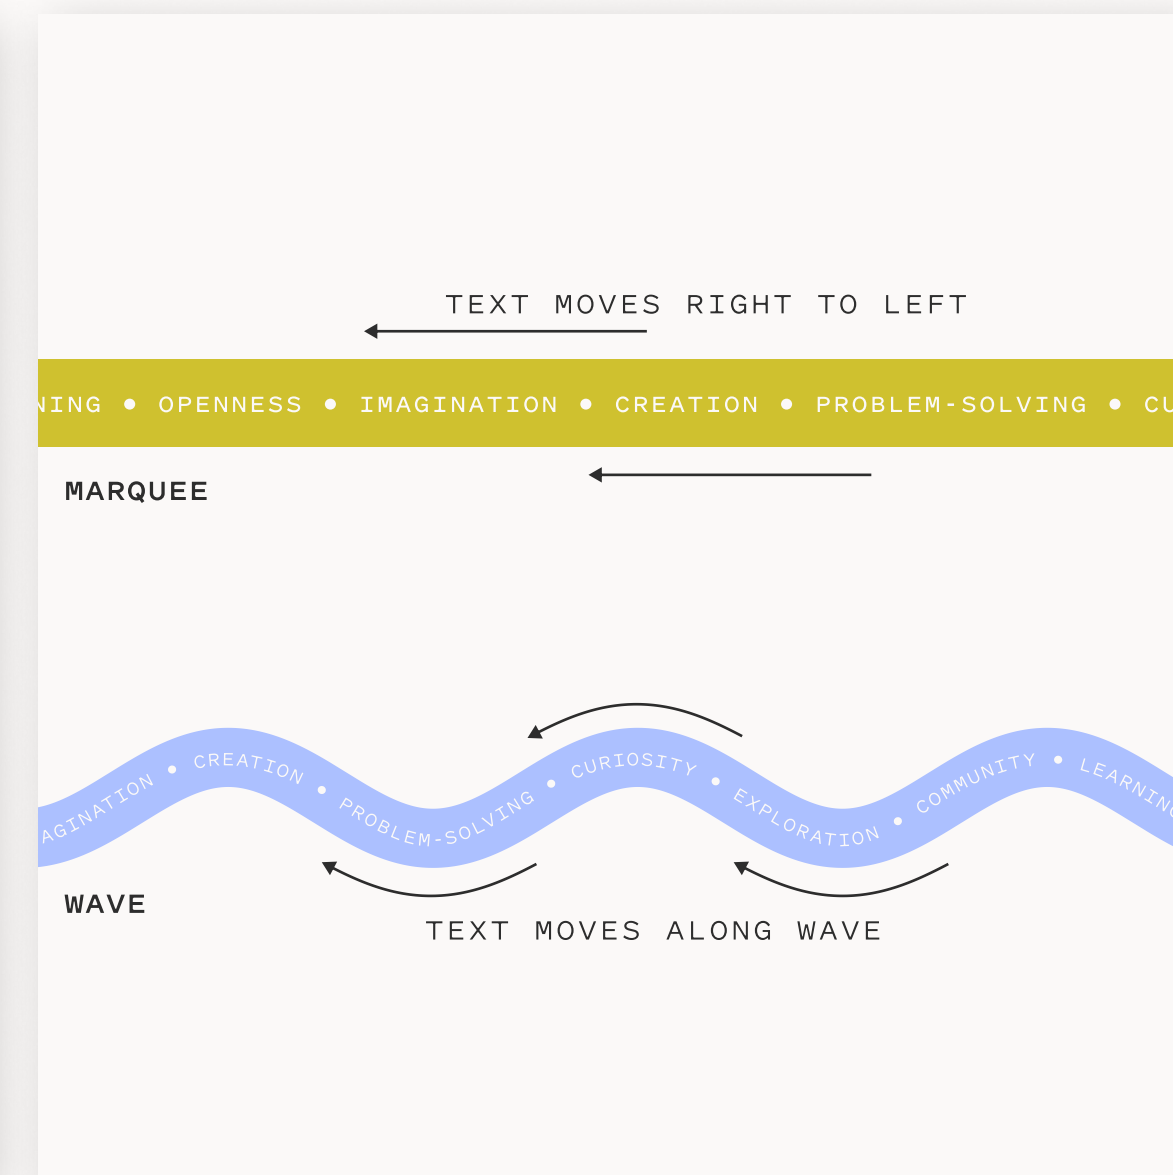 TEXT MOVES RIGHT TO LEFT
NING • OPENNESS • IMAGINATION • CREATION • PROBLEM-SOLVING • CU
MARQUEE
AGINATION • CREATION • PROBLEM-SOLVING • CURIOSITY • EXPLORATION • COMMUNITY • LEARNING
WAVE
TEXT MOVES ALONG WAVE